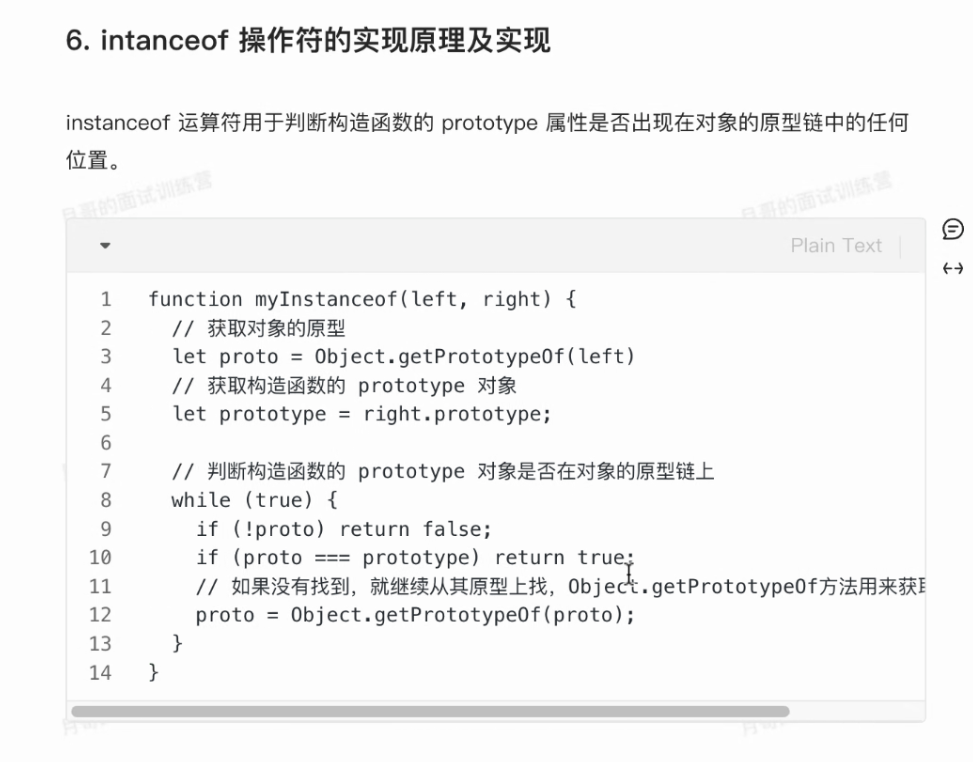 6. intanceof 操作符的实现原理及实现
instanceof 运算符用于判断构造函数的 prototype 属性是否出现在对象的原型链中的任何
位置。
月哥的面试训练营 月哥的面试训练营
Plain Text
1 function myInstanceof(left, right) {
2 // 获取对象的原型
3 let proto = Object.getPrototypeOf(left)
4 // 获取构造函数的 prototype 对象
5 let prototype = right.prototype;
6
7 // 判断构造函数的 prototype 对象是否在对象的原型链上
8 while (true) {
9 if (!proto) return false;
10 if (proto === prototype) return true;
11 // 如果没有找到，就继续从其原型上找，Object.getPrototypeOf方法用来获
12 proto = Object.getPrototypeOf(proto);
13 }
14 }